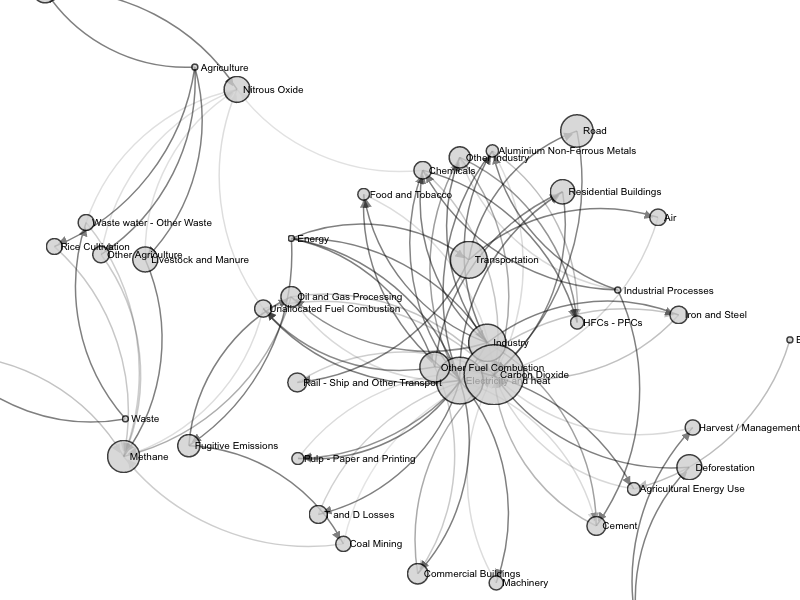 Agriculture
Nitrous Oxide
Road
Aluminium Non-Ferrous Metals
Other Industry
Chemicals
Residential Buildings
Food and Tobacco
Air
Waste water - Other Waste
Energy
Rice Cultivation
Other Agriculture
Livestock and Manure
Transportation
Industrial Processes
Oil and Gas Processing
Unallocated Fuel Combustion
Iron and Steel
HFCs - PFCs
Industry
E
Other Fuel Combustion
Carbon Dioxide
Electricity and heat
Rail - Ship and Other Transport
Waste
Harvest / Management
Fugitive Emissions
Methane
Pulp - Paper and Printing
Deforestation
Agricultural Energy Use
T and D Losses
Cement
Coal Mining
Commercial Buildings
Machinery